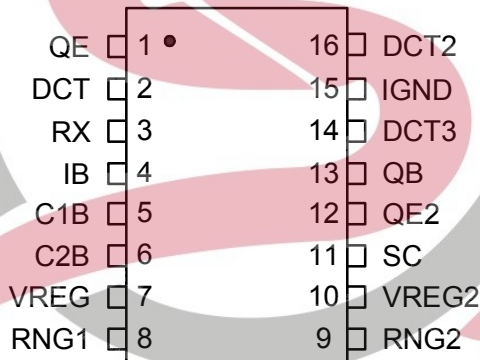 QE 1 16 DCT2
DCT 2 15 IGND
RX 3 14 DCT3
IB 4 13 QB
C1B 5 12 QE2
C2B 6 11 SC
VREG 7 10 VREG2
RNG1 8 9 RNG2